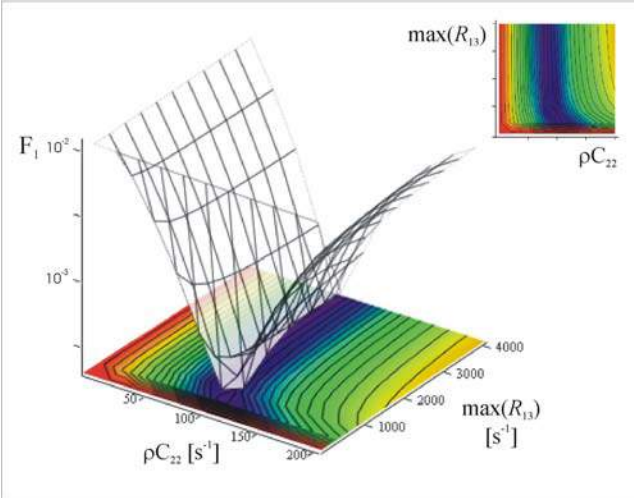 max(R₁₃)
ρC₂₂
F₁
10⁻²
10⁻³
50
100
150
200
ρC₂₂ [s⁻¹]
1000
2000
3000
4000
max(R₁₃)
[s⁻¹]